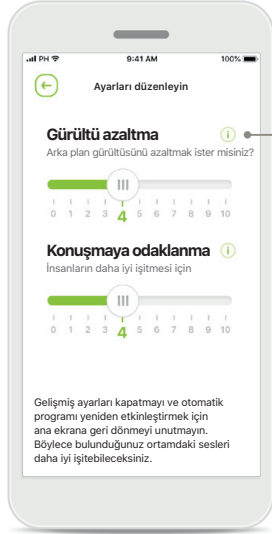 PH 9:41 AM 100%
Ayarları düzenleyin
Gürültü azaltma i
Arka plan gürültüsünü azaltmak ister misiniz?
0 1 2 3 4 5 6 7 8 9 10
Konuşmaya odaklanma i
İnsanların daha iyi işitmesi için
0 1 2 3 4 5 6 7 8 9 10
Gelişmiş ayarları kapatmayı ve otomatik
programı yeniden etkinleştirmek için
ana ekrana geri dönmeyi unutmayın.
Böylece bulunduğunuz ortamdaki sesleri
daha iyi işitebileceksiniz.